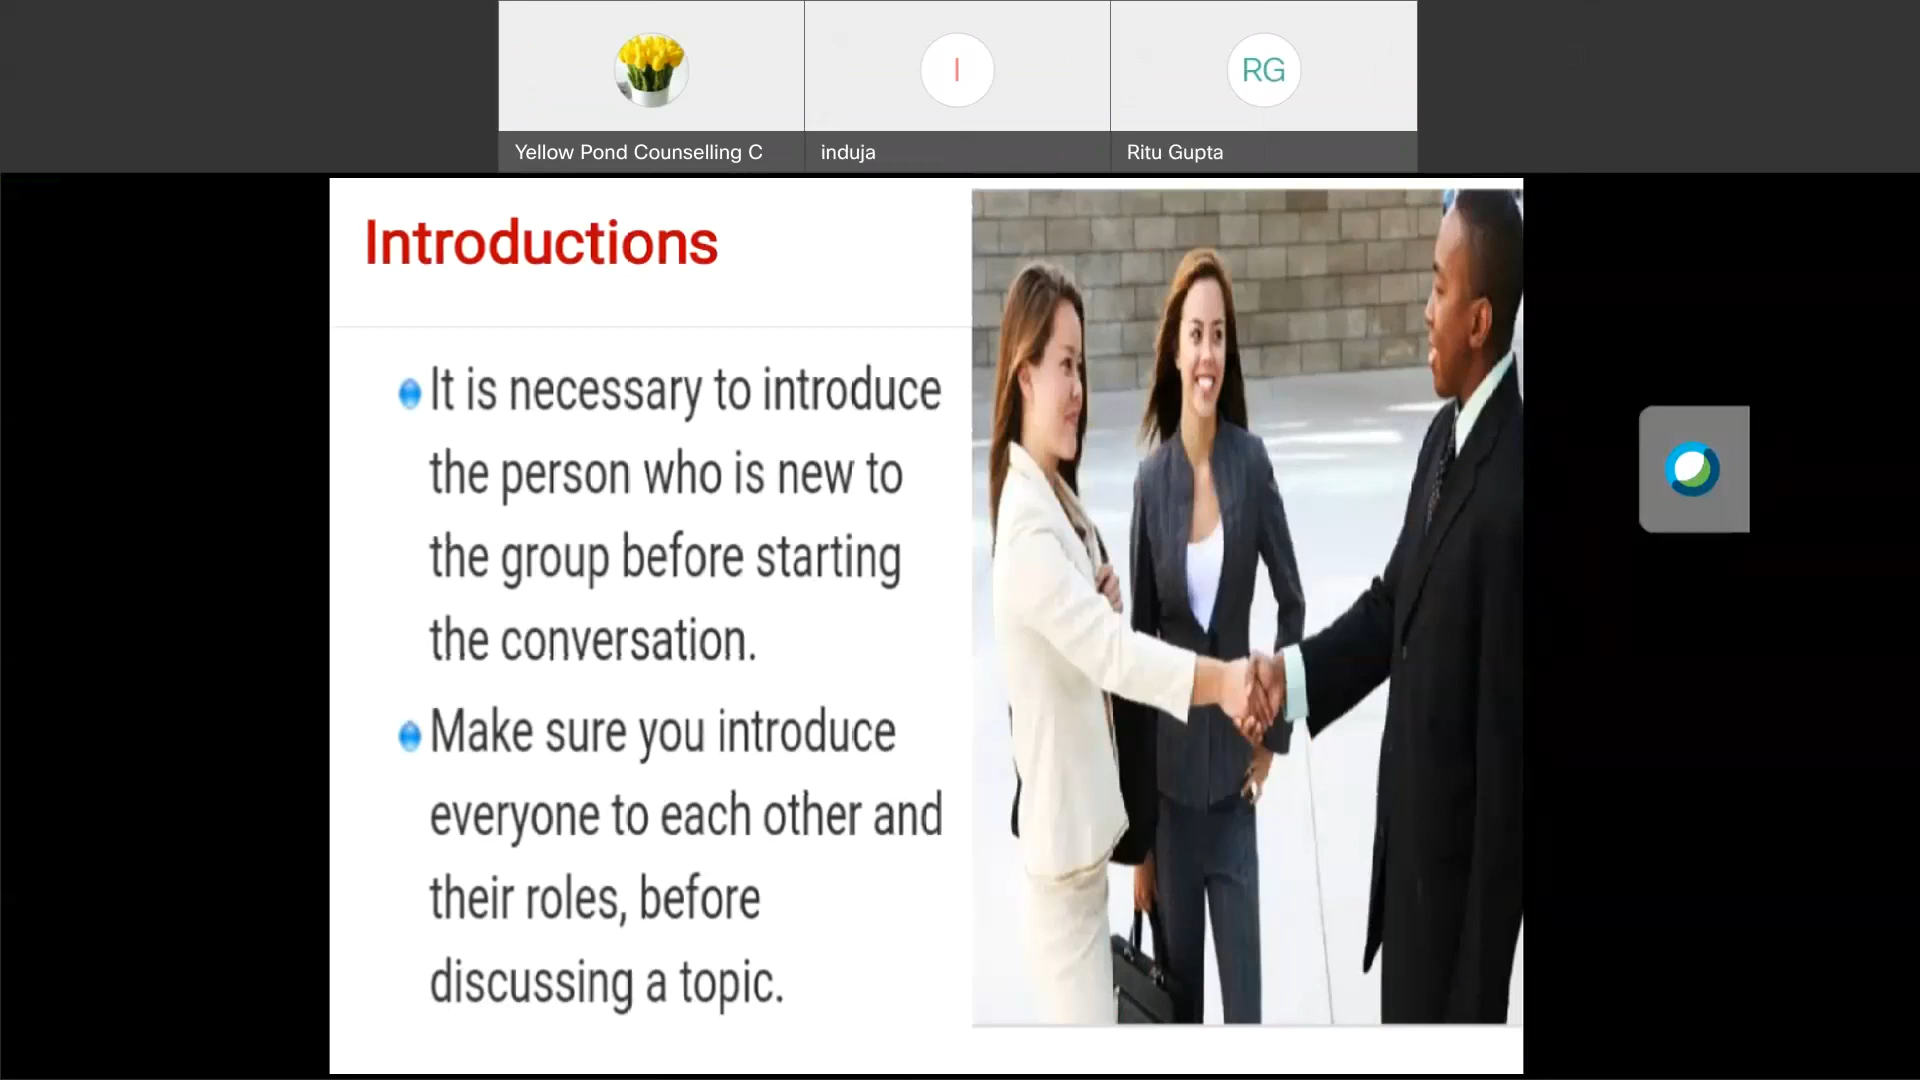 I
RG
Yellow Pond Counselling C
induja
Ritu Gupta
Introductions
It is necessary to introduce
the person who is new to
the group before starting
the conversation.
Make sure you introduce
everyone to each other and
their roles, before
discussing a topic.